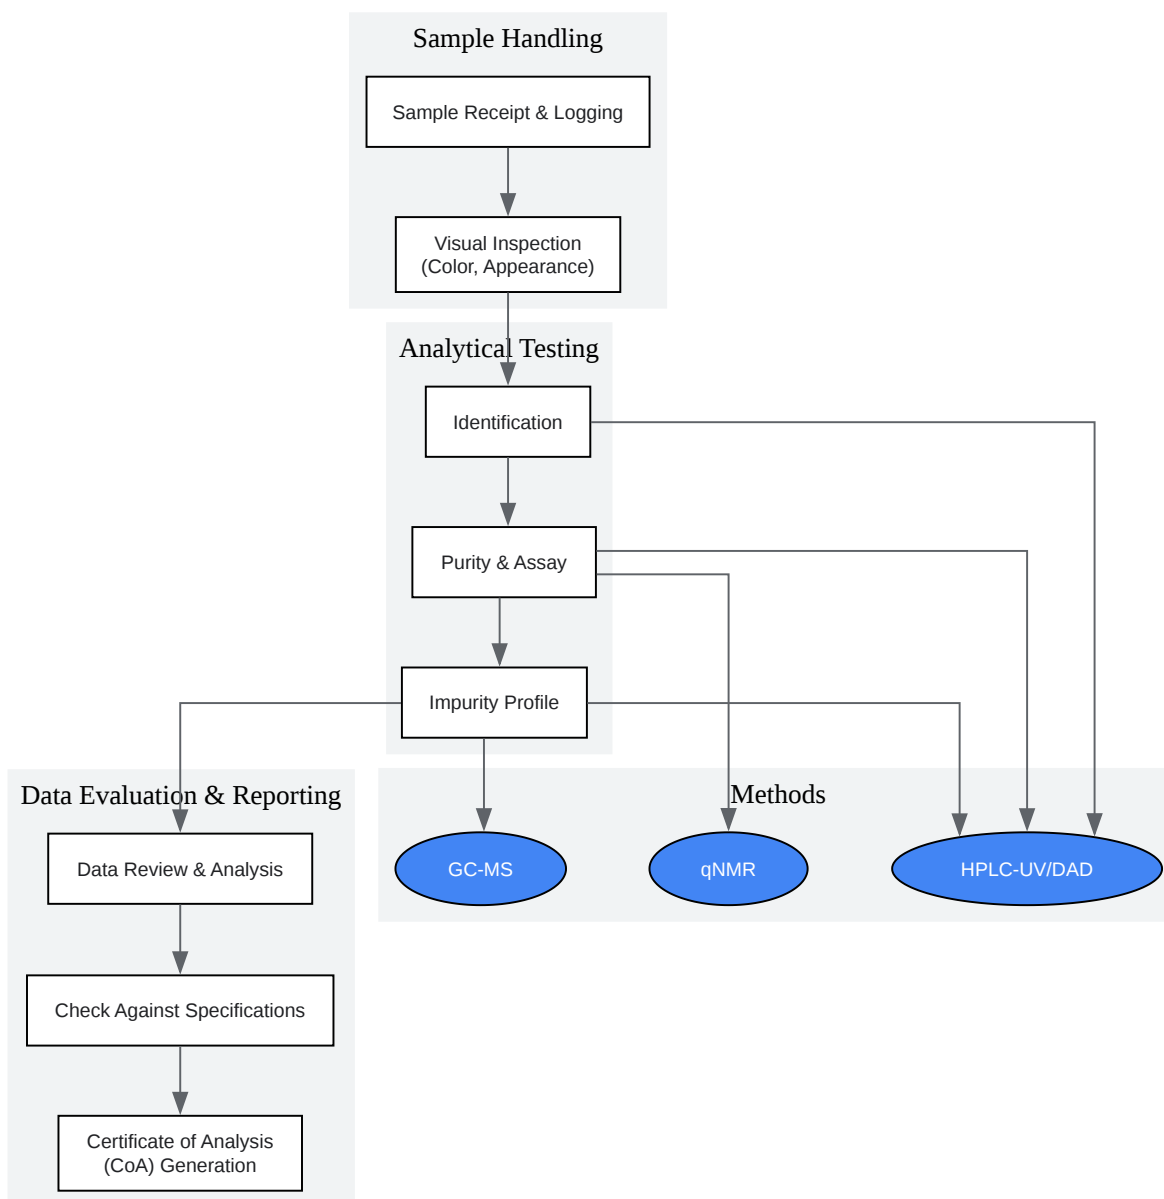 Sample Handling
Sample Receipt & Logging
Visual Inspection
(Color, Appearance)
Analytical Testing
Identification
Purity & Assay
Impurity Profile
Data Evaluation & Reporting
Data Review & Analysis
Check Against Specifications
Certificate of Analysis
(CoA) Generation
Methods
GC-MS
qNMR
HPLC-UV/DAD